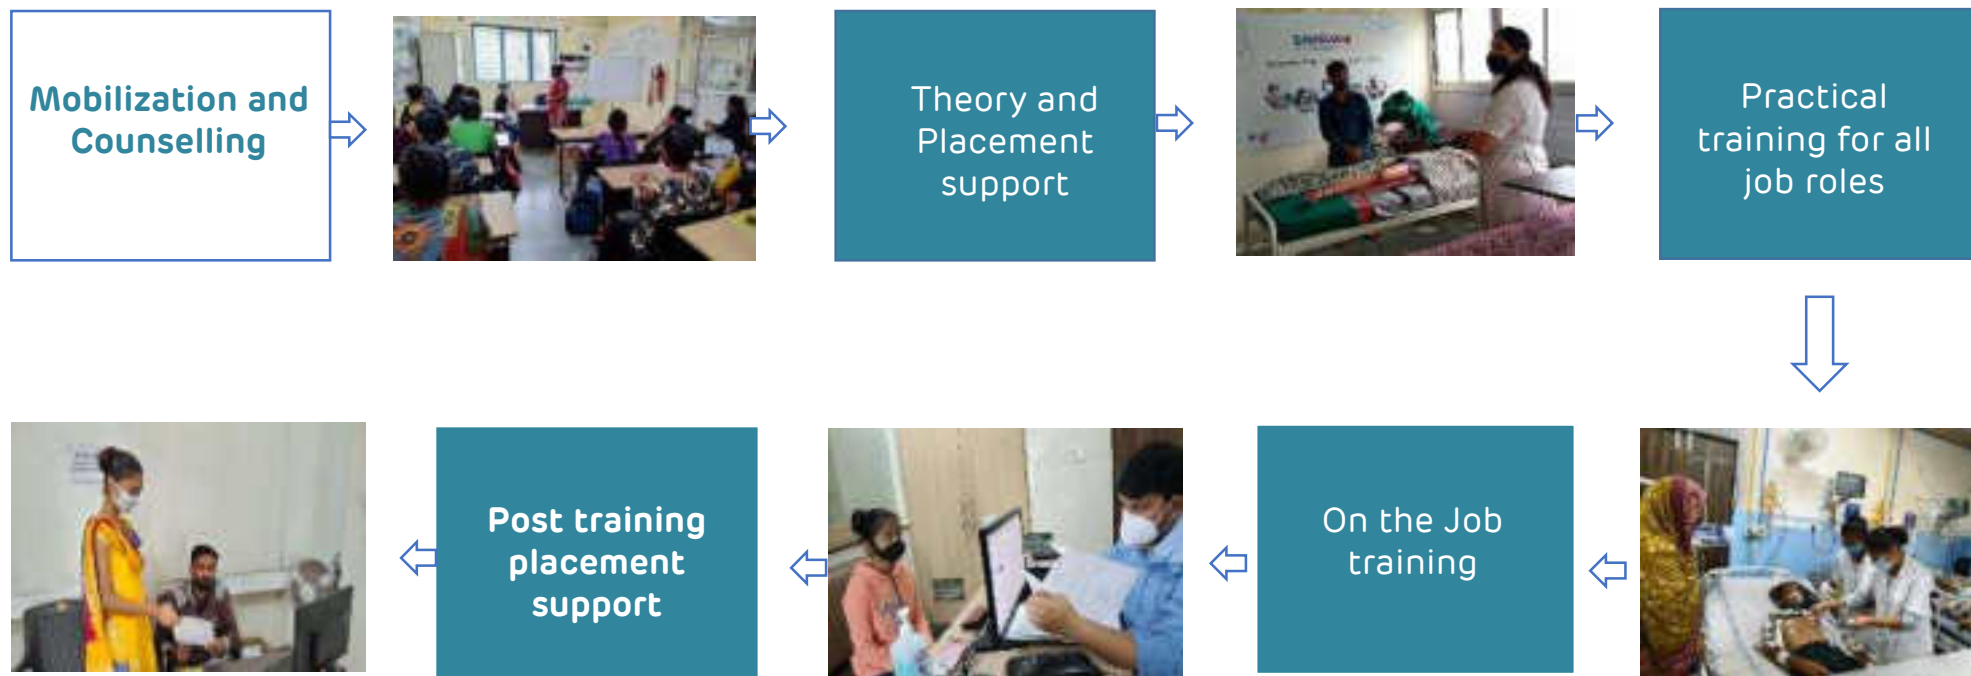 Mobilization and
Counselling
Theory and
Placement
support
Practical
training for all
job roles
On the Job
training
Post training
placement
support